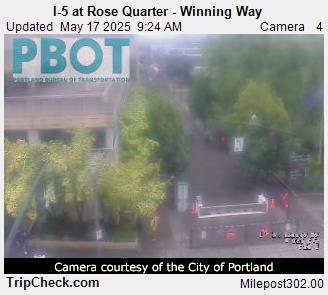 I-5 at Rose Quarter - Winning Way
Updated May 17 2025 9:24 AM Camera 4
PBOT
PORTLAND BUREAU OF TRANSPORTATION
Camera courtesy of the City of Portland
TripCheck.com Milepost302.00